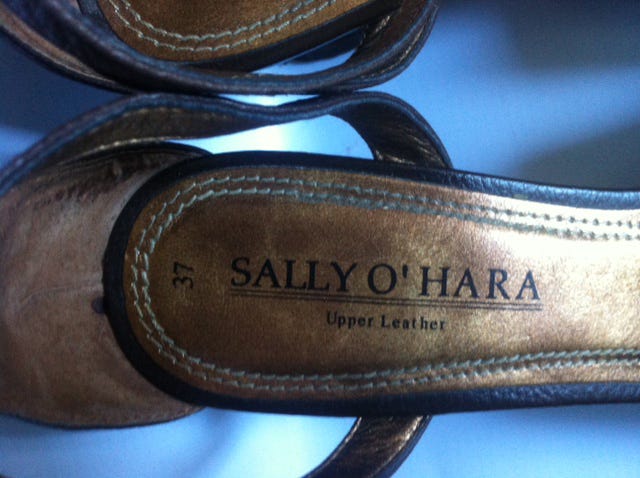 37
SALLY O'HARA
Upper Leather